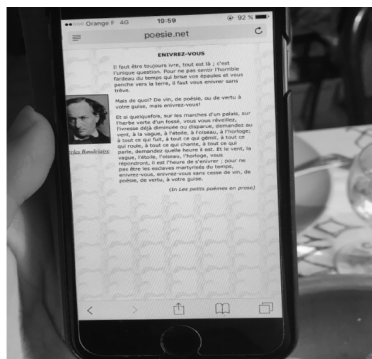 Orange F 4G 19:59 92 %
poesie.net
ENIVREZ-VOUS
Il faut être toujours ivre, tout est là ; c'est
l'unique question. Pour ne pas sentir l'horrible
fardeau du temps qui brise vos épaules et vous
penche vers la terre, il faut vous enivrer sans
trêve.
Mais de quoi? De vin, de poésie, ou de vertu à
votre guise, mais enivrez-vous!
Et si quelquefois, sur les marches d'un palais, sur
l'herbe verte d'un fossé, vous vous réveillez,
l'ivresse déjà diminuée ou disparue, demandez au
vent, à la vague, à l'étoile, à l'oiseau, à l'horloge;
à tout ce qui fuit, à tout ce qui gémit, à tout ce
qui roule, à tout ce qui chante, à tout ce qui
parle, demandez quelle heure il est. Et le vent, la
vague, l'étoile, l'oiseau, l'horloge, vous
répondront, il est l'heure de s'enivrer ; pour ne
pas être les esclaves martyrisés du temps,
enivrez-vous, enivrez-vous sans cesse de vin, de
poésie, de vertu, à votre guise.
(In Les petits poèmes en prose)
Baudelaire